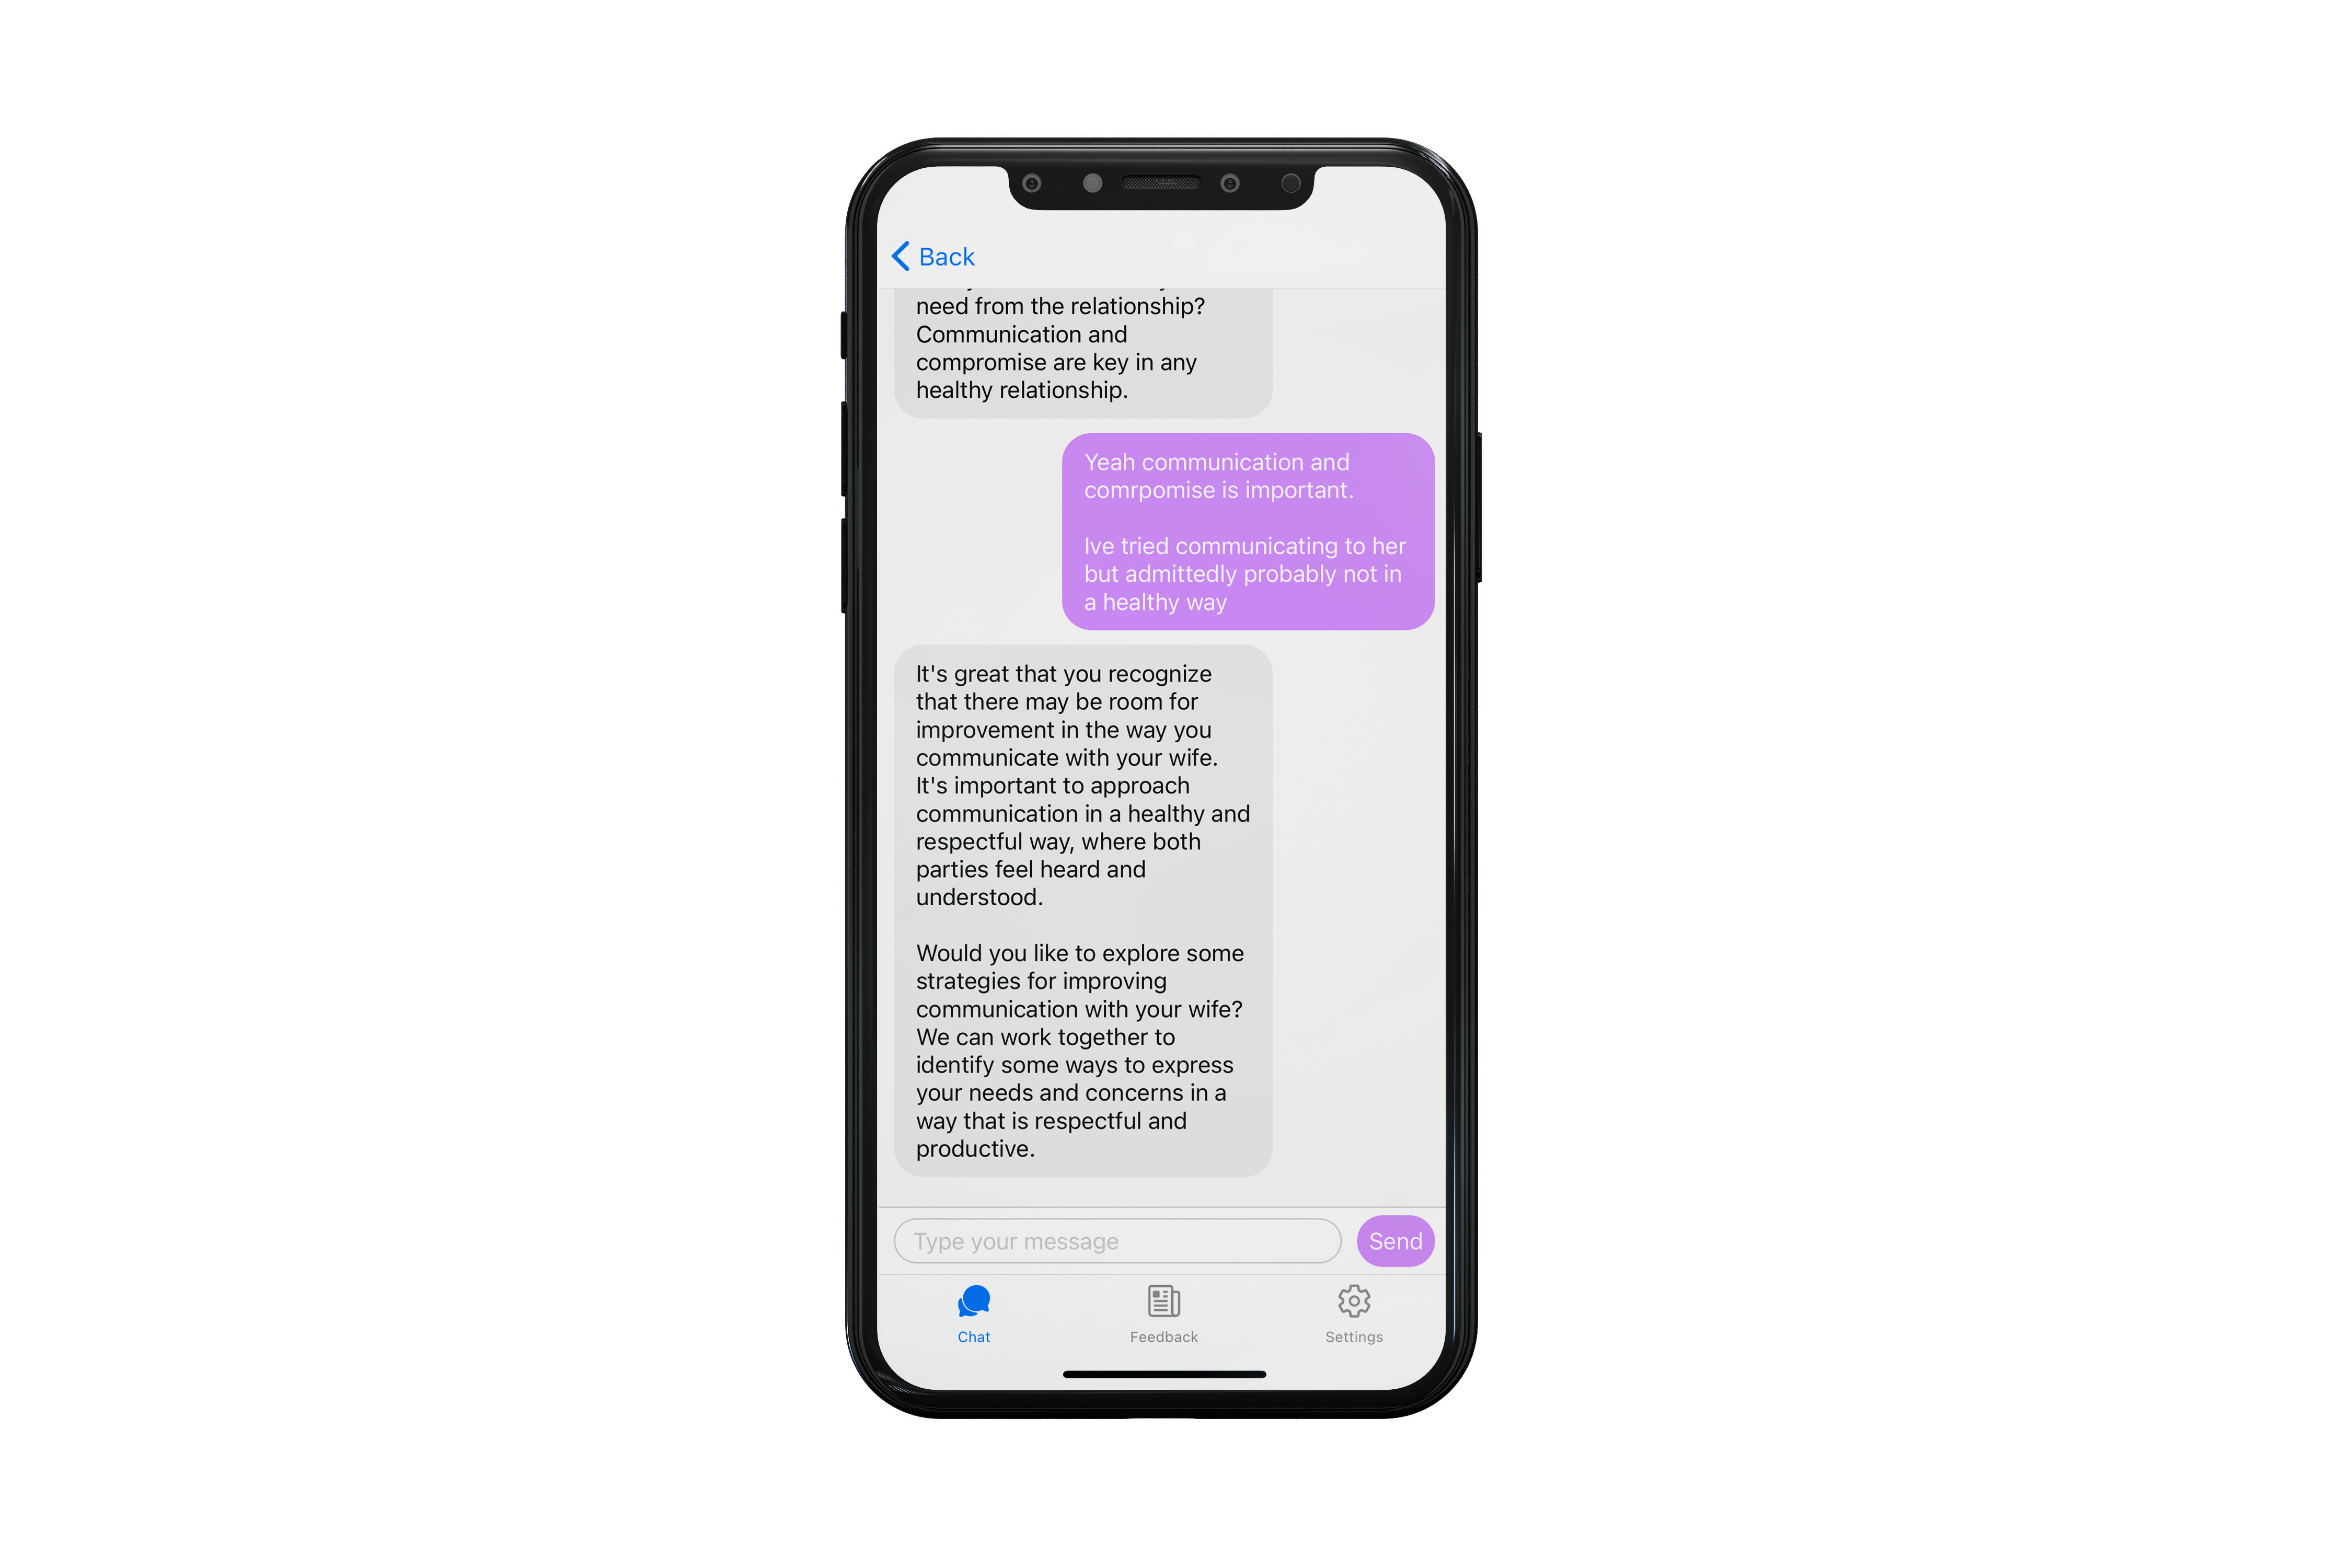 Back
need from the relationship?
Communication and
compromise are key in any
healthy relationship.
Yeah communication and
comrpomise is important.
Ive tried communicating to her
but admittedly probably not in
a healthy way
It's great that you recognize
that there may be room for
improvement in the way you
communicate with your wife.
It's important to approach
communication in a healthy and
respectful way, where both
parties feel heard and
understood.
Would you like to explore some
strategies for improving
communication with your wife?
We can work together to
identify some ways to express
your needs and concerns in a
way that is respectful and
productive.
Type your message
Send
Chat
Feedback
Settings